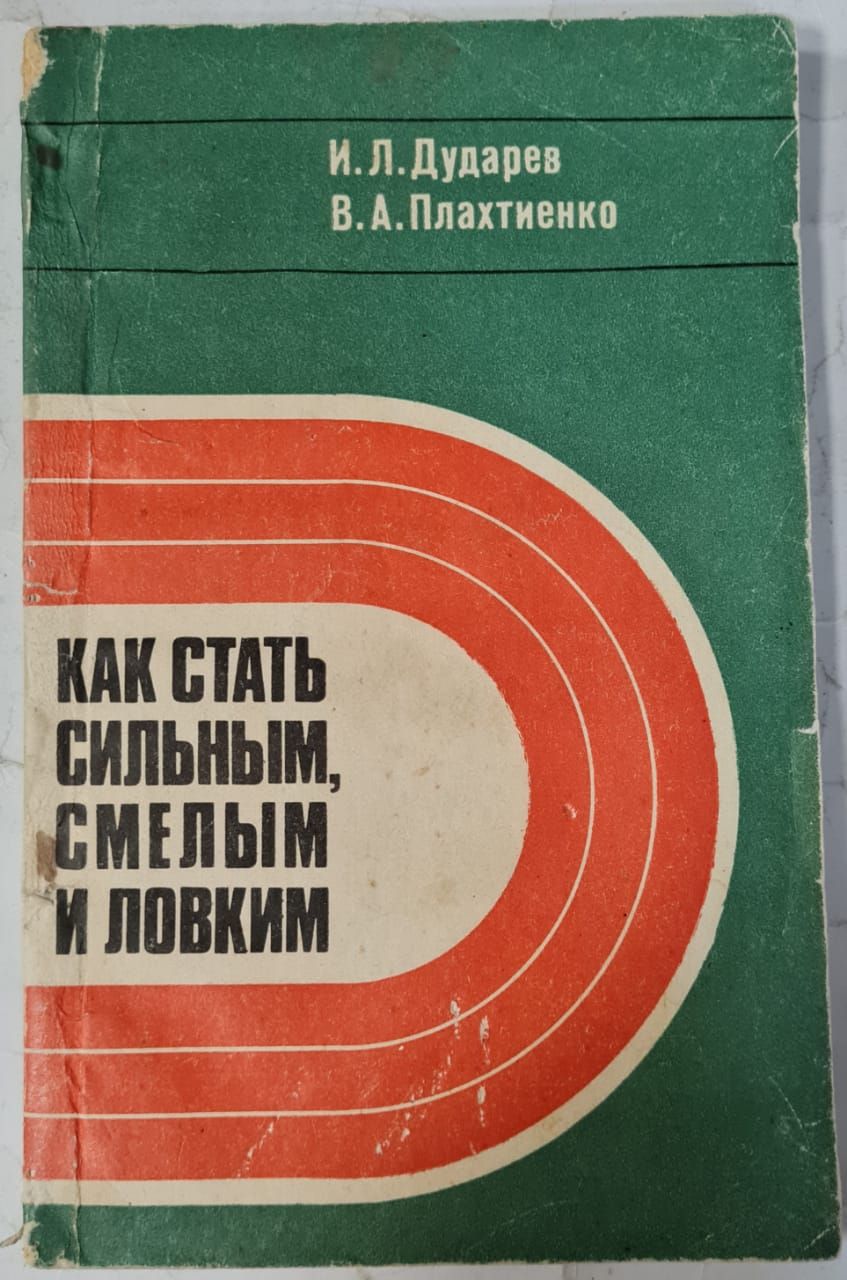 И. Л. Дударев
В. А. Плахтиенко
КАК СТАТЬ
СИЛЬНЫМ,
СМЕЛЫМ
И ЛОВКИМ